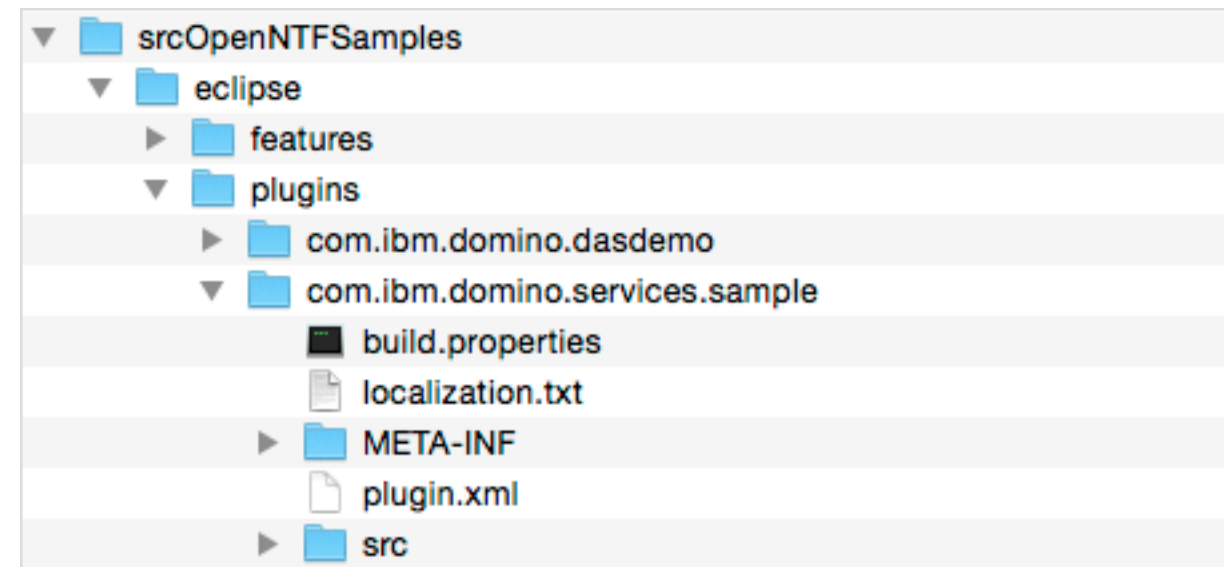 srcOpenNTFSamples
eclipse
features
plugins
com.ibm.domino.dasdemo
com.ibm.domino.services.sample
build.properties
localization.txt
META-INF
plugin.xml
src